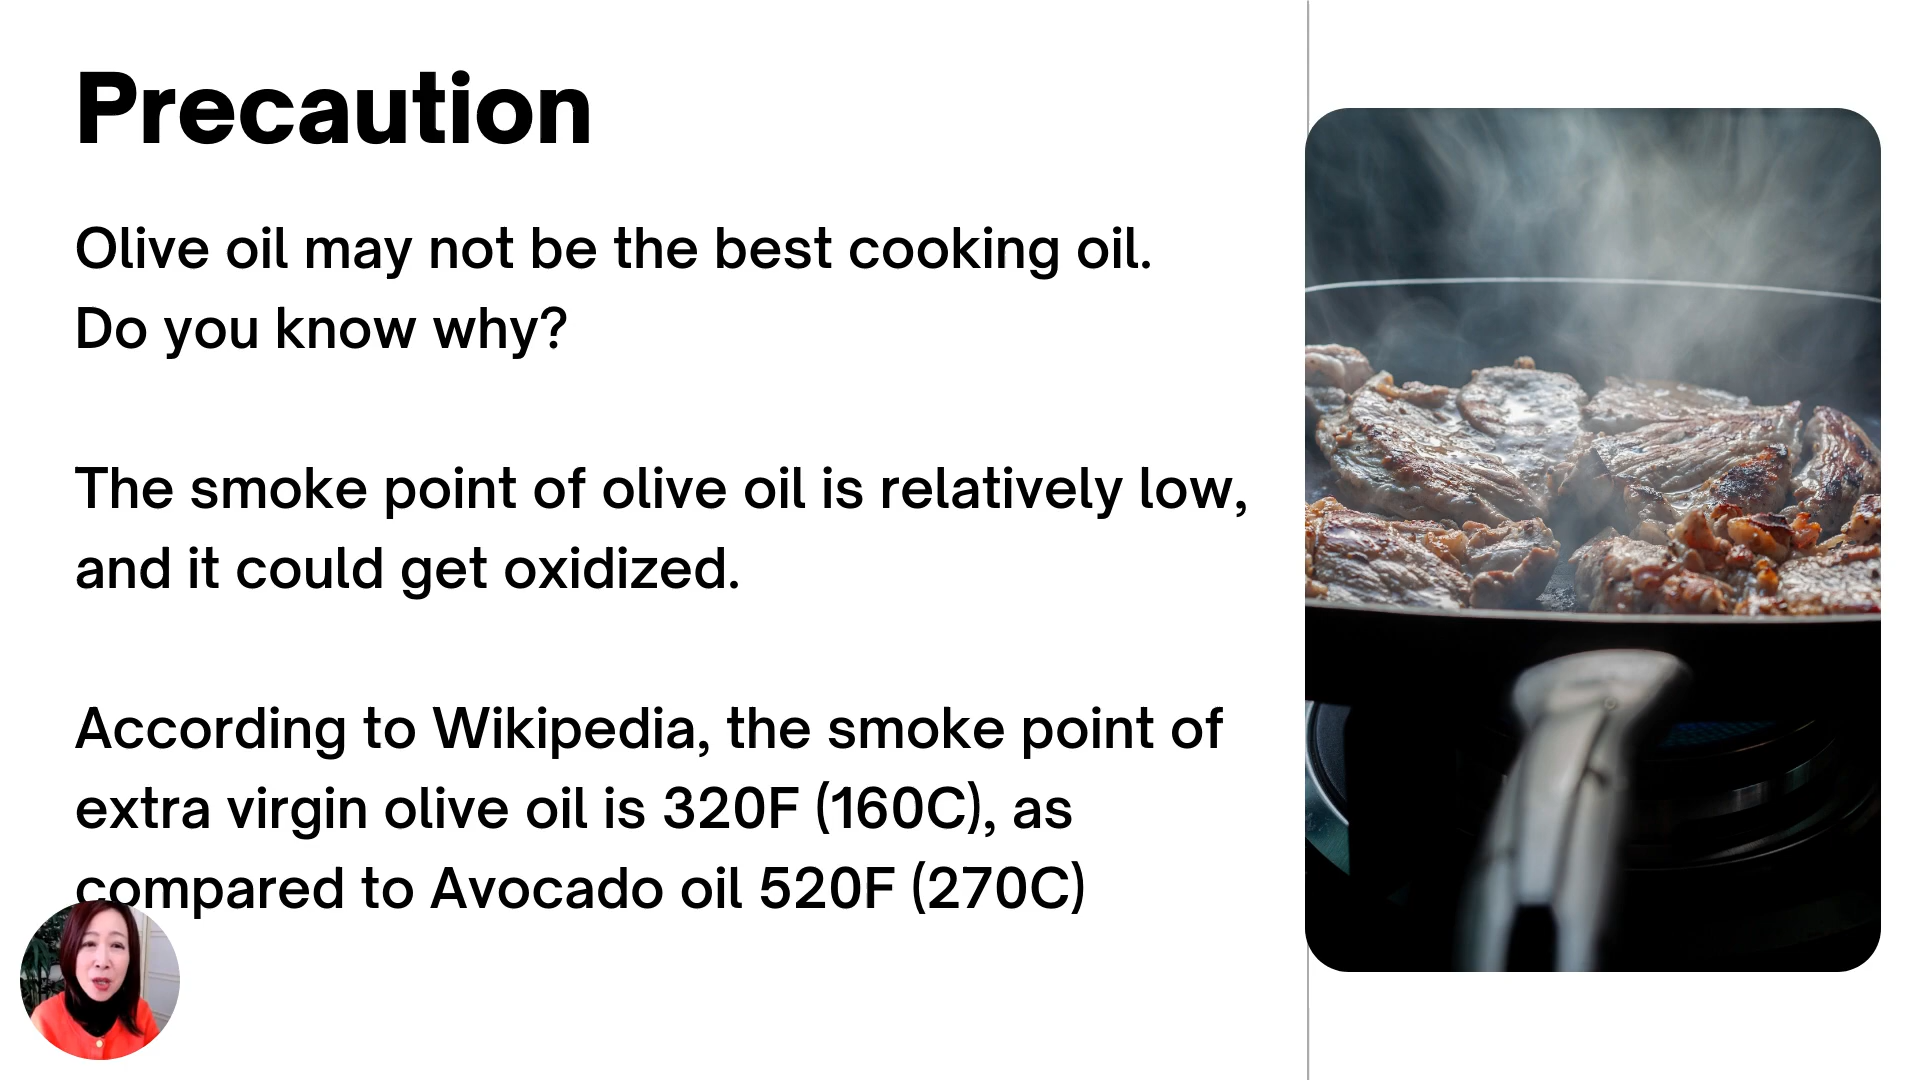 Precaution
Olive oil may not be the best cooking oil.
Do you know why?
The smoke point of olive oil is relatively low,
and it could get oxidized.
According to Wikipedia, the smoke point of
extra virgin olive oil is 320F (160C), as
compared to Avocado oil 520F (270C)